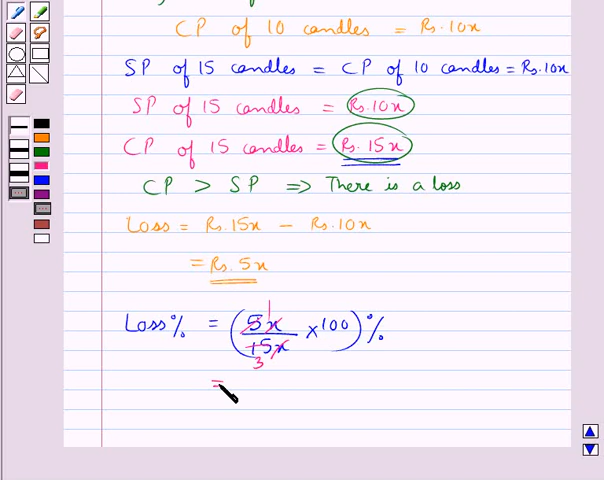 CP of 10 candles = Rs. 10x
SP of 15 candles = CP of 10 candles = Rs. 10x
SP of 15 candles = Rs. 10x
CP of 15 candles = Rs. 15x
CP > SP ⟹ There is a loss
Loss = Rs. 15x - Rs. 10x
= Rs. 5x
Loss % = (5x/15x × 100) %
1
3
=